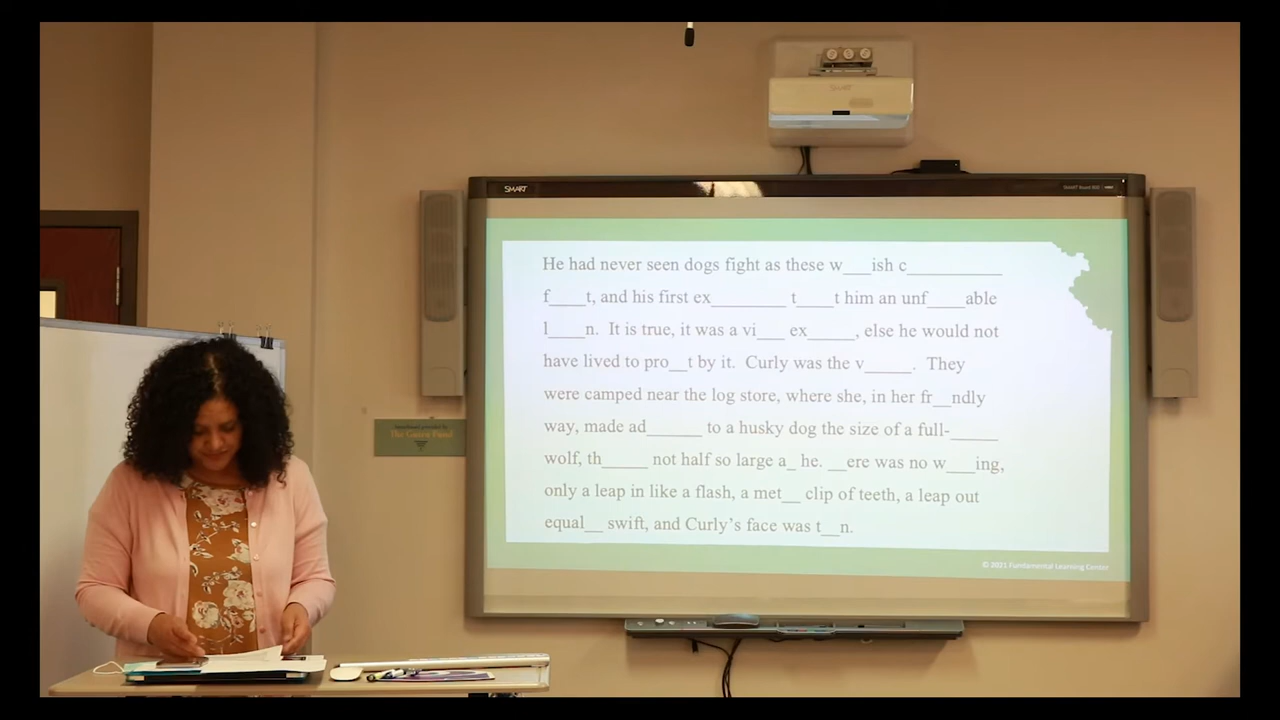 SMART
SMART
He had never seen dogs fight as these w___ish c__________
f____t, and his first ex________ t____t him an unf____able
l____n. It is true, it was a vi___ ex_____, else he would not
have lived to pro__t by it. Curly was the v_____. They
were camped near the log store, where she, in her fr__ndly
way, made ad______ to a husky dog the size of a full-_____
wolf, th_____ not half so large a_ he. __ere was no w___ing,
only a leap in like a flash, a met__ clip of teeth, a leap out
equal__ swift, and Curly's face was t__n.
The Garvey Fund
© 2021 Fundamental Learning Center